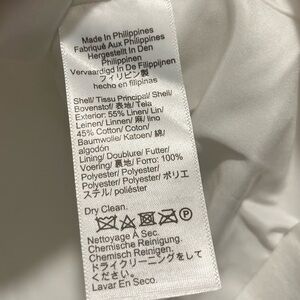 Made In Philippines
Fabriqué Aux Philippines
Hergestellt In Den
Philippinen
Vervaardigd In De Filippijnen
フィリピン製
hecho en filipinas
Shell/ Tissu Principal/ Shell/
Bovenstof/ 表地/ Tela
Exterior: 55% Linen/ Lin/
Leinen/ Linnen/ 麻/ lino
45% Cotton/ Coton/
Baumwolle/ Katoen/ 綿/
algodón
Lining/ Doublure/ Futter/
Voering/ 裏地/ Forro: 100%
Polyester/ Polyester/
Polyester/ Polyester/ ポリエ
ステル/ poliéster
Dry Clean.
P
Nettoyage A Sec.
Chemische Reinigung.
Chemisch Reinigen.
ドライクリーニングをして
ください。
Lavar En Seco.